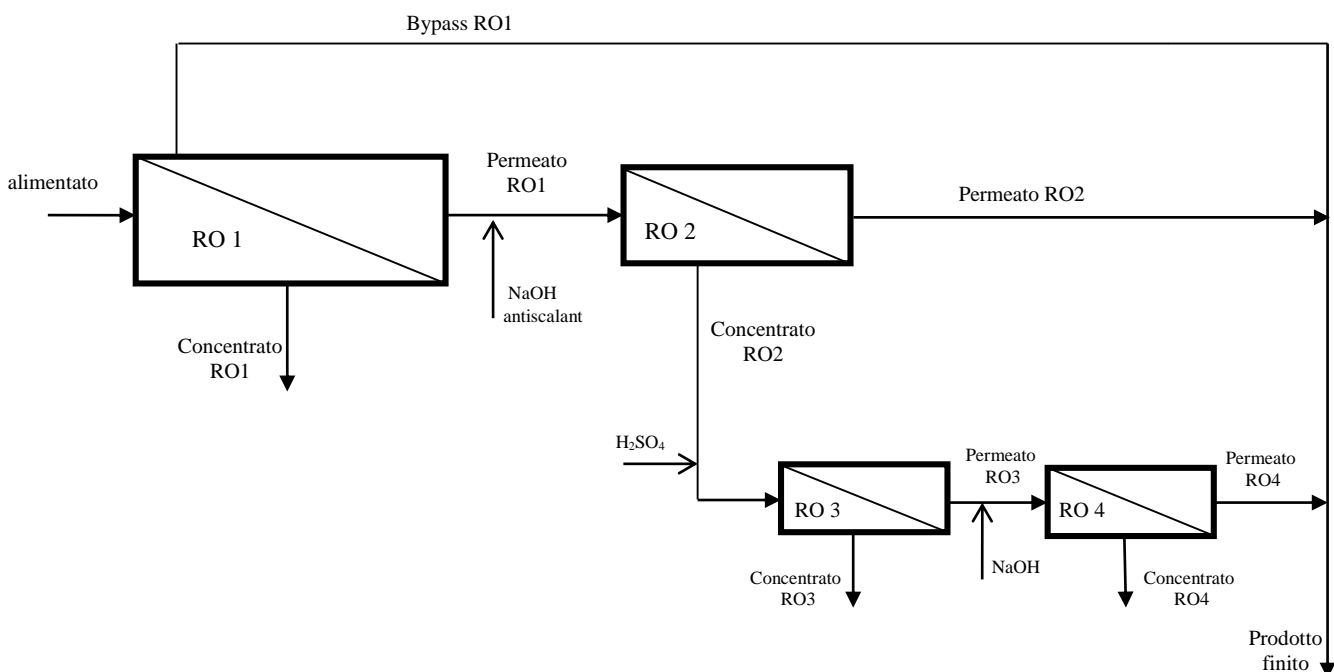 Bypass RO1
alimentato
RO 1
Permeato
RO1
NaOH
antiscalant
Concentrato
RO1
RO 2
Permeato RO2
Concentrato
RO2
H₂SO₄
RO 3
Permeato
RO3
NaOH
RO 4
Permeato
RO4
Concentrato
RO3
Concentrato
RO4
Prodotto
finito